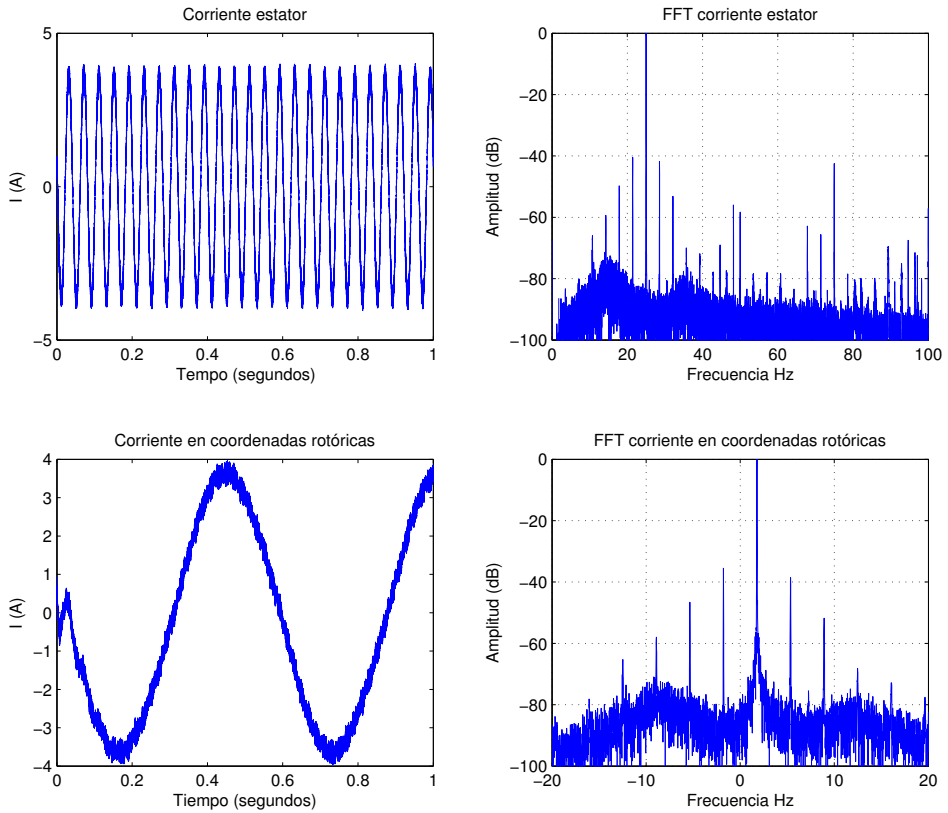 Corriente estator
5
0
−5
I (A)
0 0.2 0.4 0.6 0.8 1
Tempo (segundos)
FFT corriente estator
0
−20
−40
−60
−80
−100
Amplitud (dB)
0 20 40 60 80 100
Frecuencia Hz
Corriente en coordenadas rotóricas
4
3
2
1
0
−1
−2
−3
−4
I (A)
0 0.2 0.4 0.6 0.8 1
Tiempo (segundos)
FFT corriente en coordenadas rotóricas
0
−20
−40
−60
−80
−100
Amplitud (dB)
−20 −10 0 10 20
Frecuencia Hz